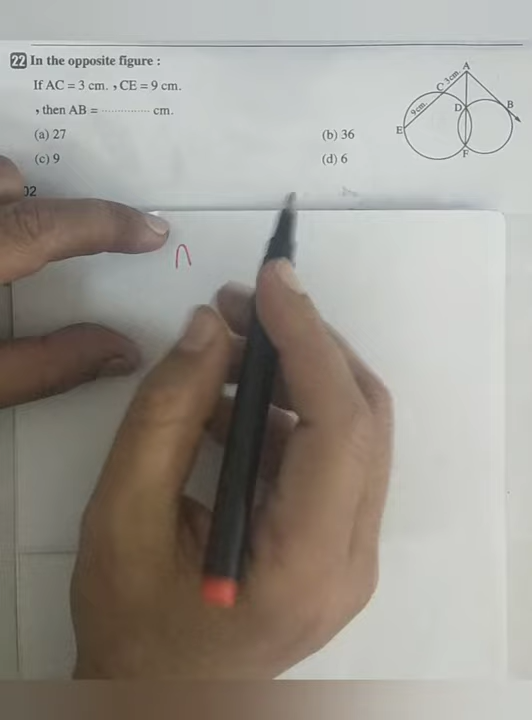 22 In the opposite figure :
If AC = 3 cm. , CE = 9 cm.
, then AB = ............... cm.
(a) 27
(b) 36
(c) 9
(d) 6
A
3 cm.
C
9 cm.
D
B
E
F
02